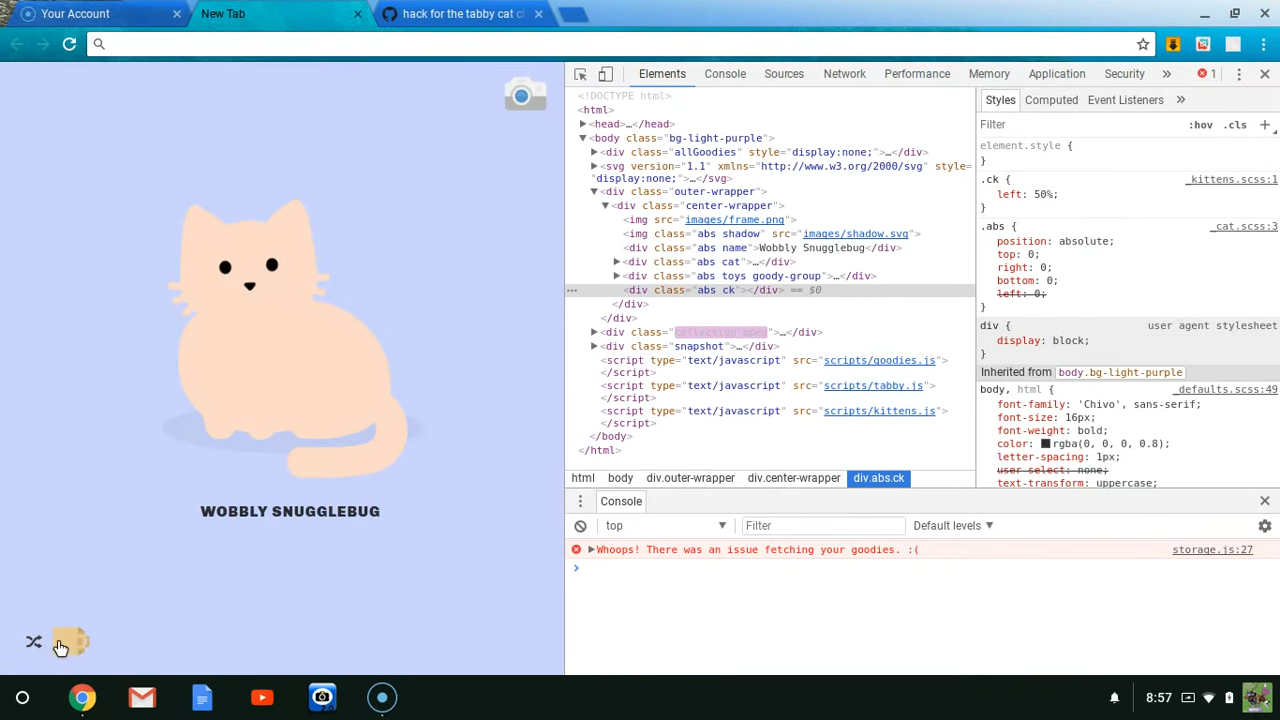 Your Account
New Tab
hack for the tabby cat c
Elements Console Sources Network Performance Memory Application Security » 1
<!DOCTYPE html>
<html>
<head>…</head>
<body class="bg-light-purple">
<div class="allGoodies" style="display:none;">…</div>
<svg version="1.1" xmlns="http://www.w3.org/2000/svg" style=
"display:none;">…</svg>
<div class="outer-wrapper">
<div class="center-wrapper">
<img src="images/frame.png">
<img class="abs shadow" src="images/shadow.svg">
<div class="abs name">Wobbly Snugglebug</div>
<div class="abs cat">…</div>
<div class="abs toys goody-group">…</div>
… <div class="abs ck"></div> == $0
</div>
</div>
<div class="collection open">…</div>
<div class="snapshot">…</div>
<script type="text/javascript" src="scripts/goodies.js">
</script>
<script type="text/javascript" src="scripts/tabby.js">
</script>
<script type="text/javascript" src="scripts/kittens.js">
</script>
</body>
</html>
html body div.outer-wrapper div.center-wrapper div.abs.ck
Styles Computed Event Listeners »
Filter :hov .cls +
element.style {
}
.ck { _kittens.scss:1
left: 50%;
}
.abs { _cat.scss:3
position: absolute;
top: 0;
right: 0;
bottom: 0;
left: 0;
}
div { user agent stylesheet
display: block;
}
Inherited from body.bg-light-purple
body, html { _defaults.scss:49
font-family: 'Chivo', sans-serif;
font-size: 16px;
font-weight: bold;
color: rgba(0, 0, 0, 0.8);
letter-spacing: 1px;
user-select: none;
text-transform: uppercase;
Console
top Filter Default levels
Whoops! There was an issue fetching your goodies. :( storage.js:27
WOBBLY SNUGGLEBUG
8:57